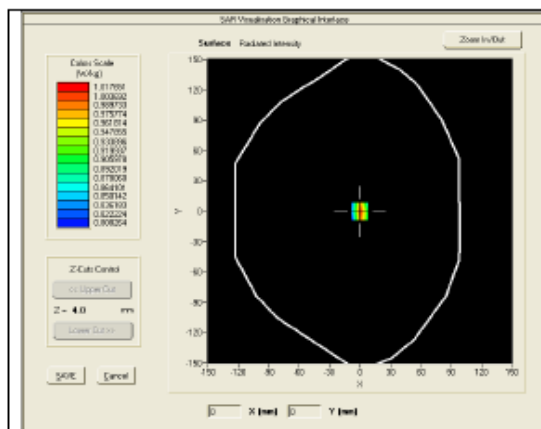 SAR Visualisation Graphical Interface
Surface Radiated Intensity
Zoom In/Out
Colors Scale
(W/kg)
1.017651
1.003692
0.989733
0.975774
0.961814
0.947855
0.933896
0.919937
0.905978
0.892019
0.878060
0.864101
0.850142
0.836183
0.822224
0.808264
Z-Cuts Control
<< Upper Cut
Z = 4.0 mm
Lower Cut >>
SAVE Cancel
150
120
90
60
30
0
-30
-60
-90
-120
-150
Y
-150 -120 -90 -60 -30 0 30 60 90 120 150
X
0 X (mm) 0 Y (mm)